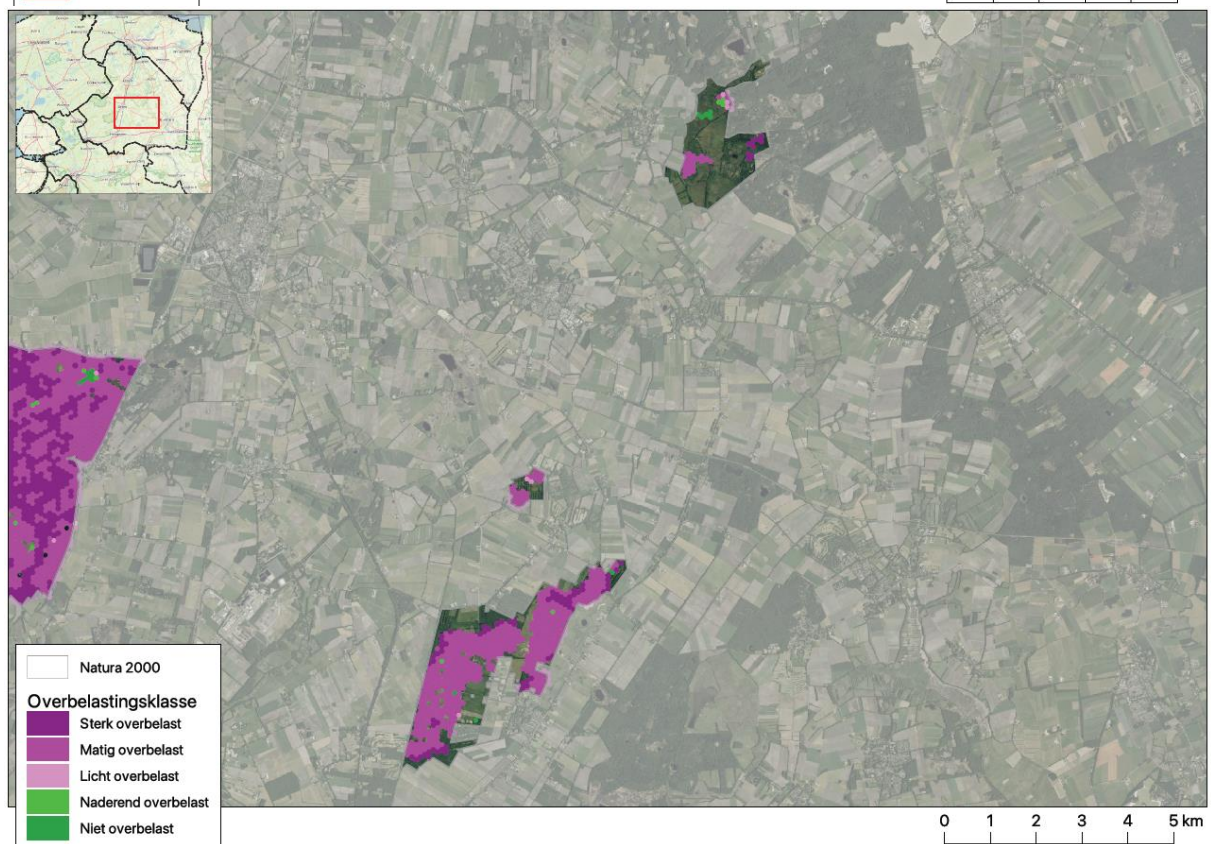 Natura 2000
Overbelastingsklasse
Sterk overbelast
Matig overbelast
Licht overbelast
Naderend overbelast
Niet overbelast
0 1 2 3 4 5 km